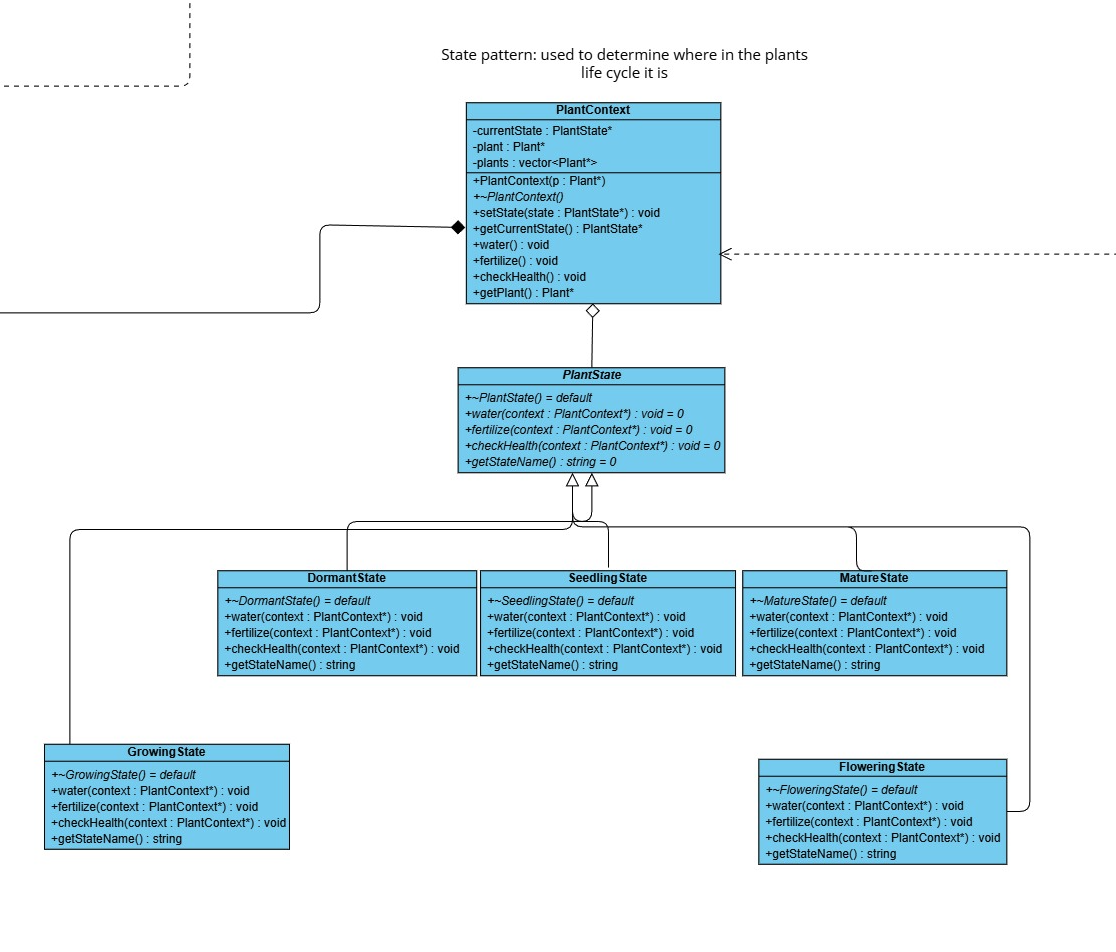 State pattern: used to determine where in the plants
life cycle it is
PlantContext
-currentState : PlantState*
-plant : Plant*
-plants : vector<Plant*>
+PlantContext(p : Plant*)
+~PlantContext()
+setState(state : PlantState*) : void
+getCurrentState() : PlantState*
+water() : void
+fertilize() : void
+checkHealth() : void
+getPlant() : Plant*
PlantState
+~PlantState() = default
+water(context : PlantContext*) : void = 0
+fertilize(context : PlantContext*) : void = 0
+checkHealth(context : PlantContext*) : void = 0
+getStateName() : string = 0
DormantState
+~DormantState() = default
+water(context : PlantContext*) : void
+fertilize(context : PlantContext*) : void
+checkHealth(context : PlantContext*) : void
+getStateName() : string
SeedlingState
+~SeedlingState() = default
+water(context : PlantContext*) : void
+fertilize(context : PlantContext*) : void
+checkHealth(context : PlantContext*) : void
+getStateName() : string
MatureState
+~MatureState() = default
+water(context : PlantContext*) : void
+fertilize(context : PlantContext*) : void
+checkHealth(context : PlantContext*) : void
+getStateName() : string
GrowingState
+~GrowingState() = default
+water(context : PlantContext*) : void
+fertilize(context : PlantContext*) : void
+checkHealth(context : PlantContext*) : void
+getStateName() : string
FloweringState
+~FloweringState() = default
+water(context : PlantContext*) : void
+fertilize(context : PlantContext*) : void
+checkHealth(context : PlantContext*) : void
+getStateName() : string